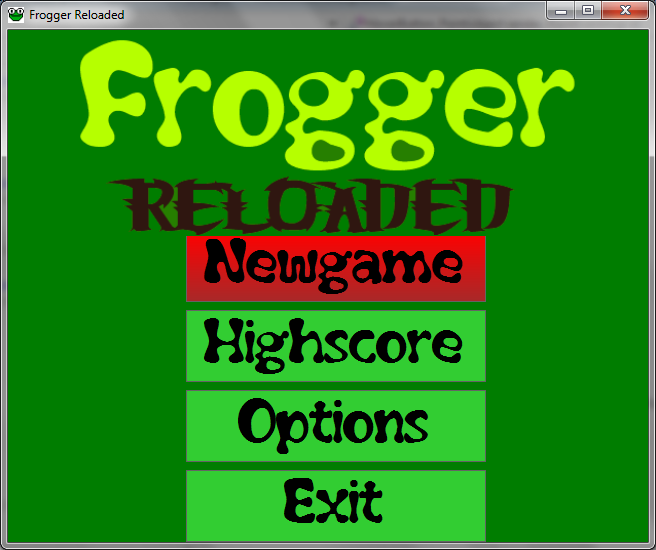 Frogger Reloaded
Frogger
RELOADED
Newgame
Highscore
Options
Exit